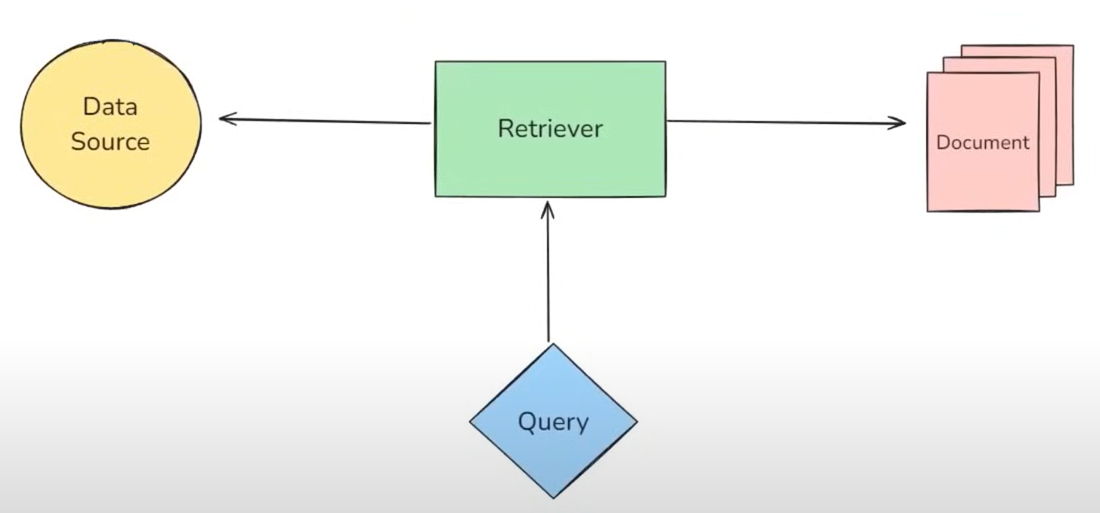 Data
Source
Retriever
Document
Query